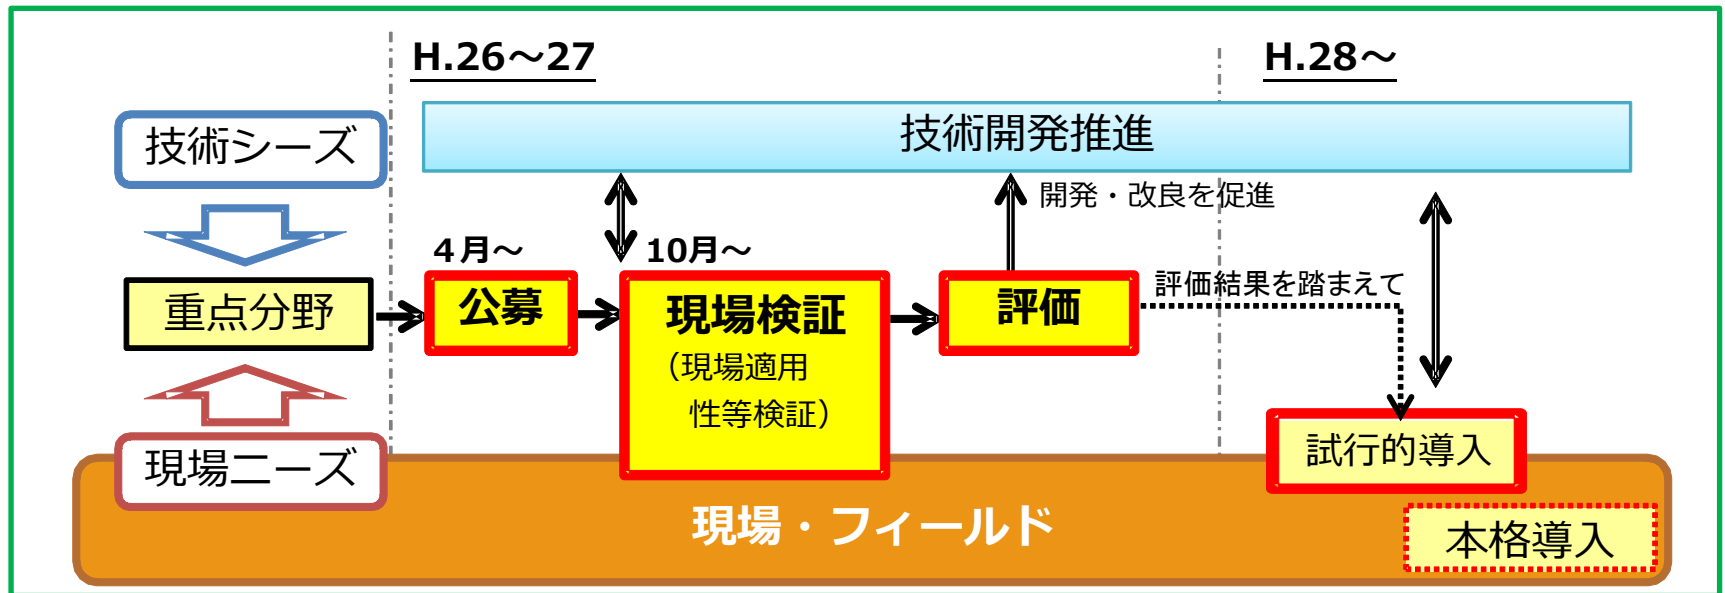 H.26～27
H.28～
技術シーズ
技術開発推進
開発・改良を促進
４月～
10月～
重点分野
公募
現場検証
（現場適用
性等検証）
評価
評価結果を踏まえて
現場ニーズ
試行的導入
現場・フィールド
本格導入